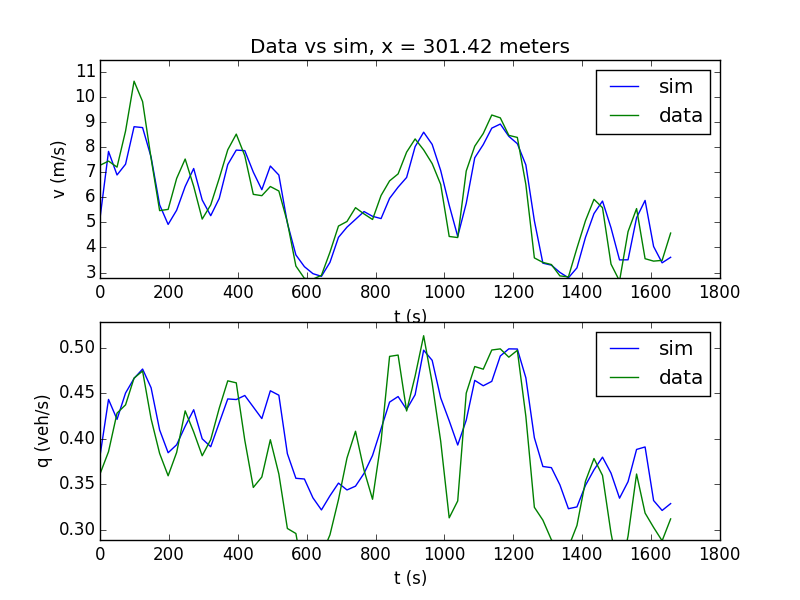 Data vs sim, x = 301.42 meters
11
10
9
8
7
6
5
4
3
v (m/s)
sim
data
0 200 400 600 800 1000 1200 1400 1600 1800
t (s)
0.50
0.45
0.40
0.35
0.30
q (veh/s)
sim
data
0 200 400 600 800 1000 1200 1400 1600 1800
t (s)